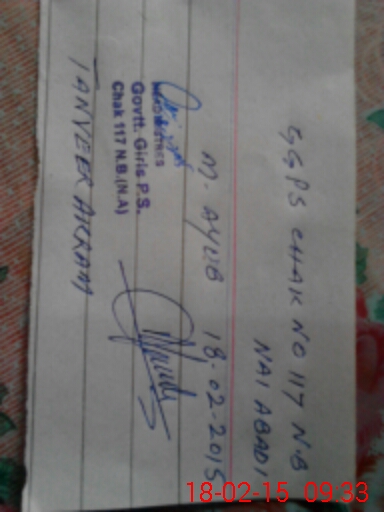 GGPS CHAK NO 117 N.B
NAI ABADI
M. AYUB 18-02-2015
HEADMISTRESS
Govtt. Girls P.S.
Chak 117 N.B.(N.A)
TANVEER AKRAM
18-02-15 09:33